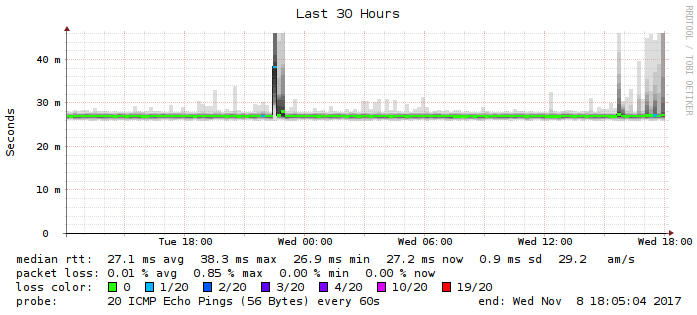 Last 30 Hours
RRDTOOL / TOBI OETIKER
Seconds
40 m
30 m
20 m
10 m
0
Tue 18:00 Wed 00:00 Wed 06:00 Wed 12:00 Wed 18:00
median rtt: 27.1 ms avg 38.3 ms max 26.9 ms min 27.2 ms now 0.9 ms sd 29.2 am/s
packet loss: 0.01 % avg 0.85 % max 0.00 % min 0.00 % now
loss color: 0 1/20 2/20 3/20 4/20 10/20 19/20
probe: 20 ICMP Echo Pings (56 Bytes) every 60s end: Wed Nov 8 18:05:04 2017